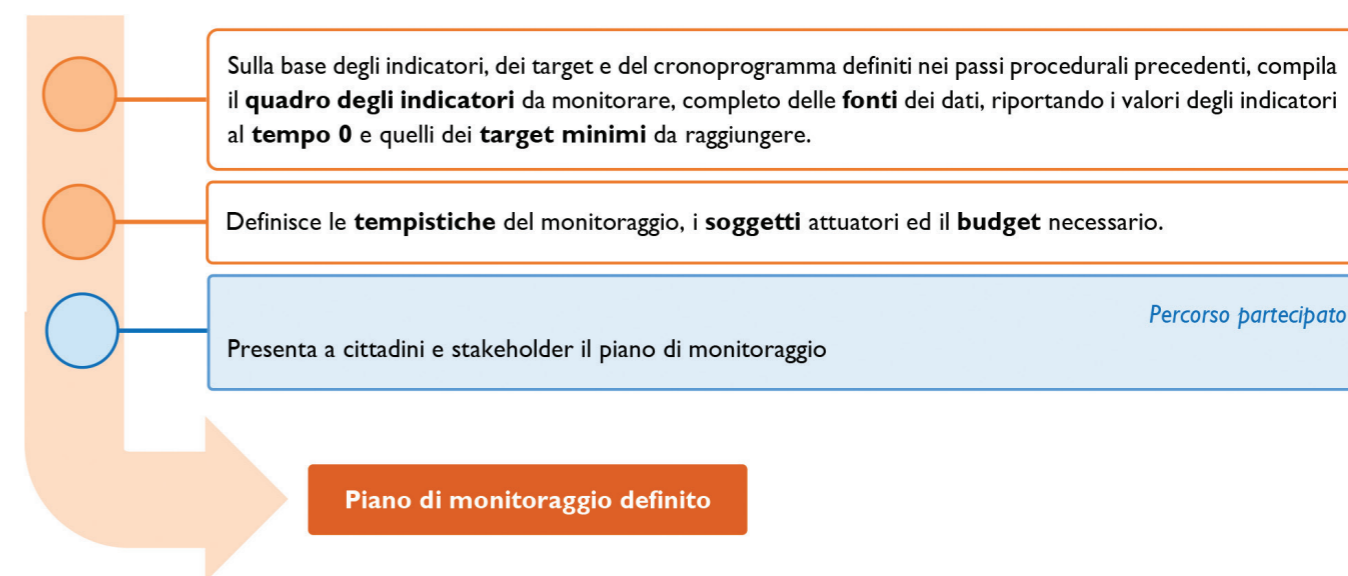 Sulla base degli indicatori, dei target e del cronoprogramma definiti nei passi procedurali precedenti, compila
il quadro degli indicatori da monitorare, completo delle fonti dei dati, riportando i valori degli indicatori
al tempo 0 e quelli dei target minimi da raggiungere.
Definisce le tempistiche del monitoraggio, i soggetti attuatori ed il budget necessario.
Percorso partecipato
Presenta a cittadini e stakeholder il piano di monitoraggio
Piano di monitoraggio definito